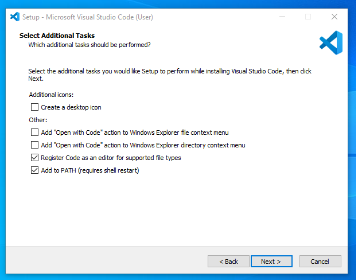 Setup - Microsoft Visual Studio Code (User)
Select Additional Tasks
Which additional tasks should be performed?
Select the additional tasks you would like Setup to perform while installing Visual Studio Code, then click
Next.
Additional icons:
Create a desktop icon
Other:
Add "Open with Code" action to Windows Explorer file context menu
Add "Open with Code" action to Windows Explorer directory context menu
Register Code as an editor for supported file types
Add to PATH (requires shell restart)
< Back
Next >
Cancel